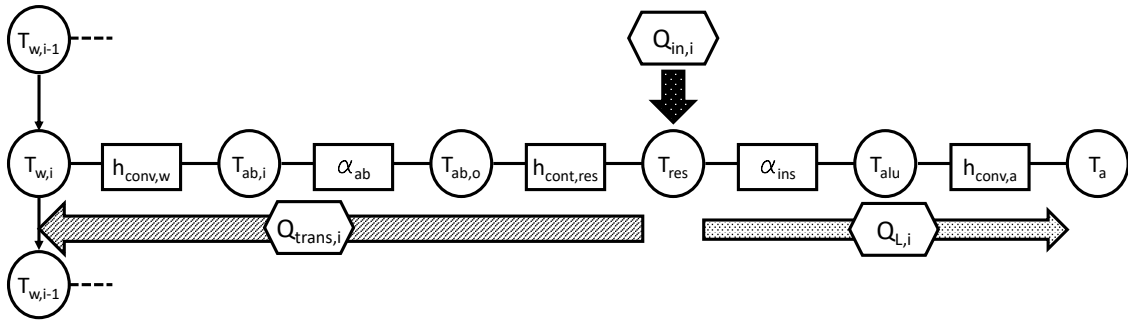 T_w,i-1
Q_in,i
T_w,i
h_conv,w
T_ab,i
α_ab
T_ab,o
h_cont,res
T_res
α_ins
T_alu
h_conv,a
T_a
Q_trans,i
Q_L,i
T_w,i-1